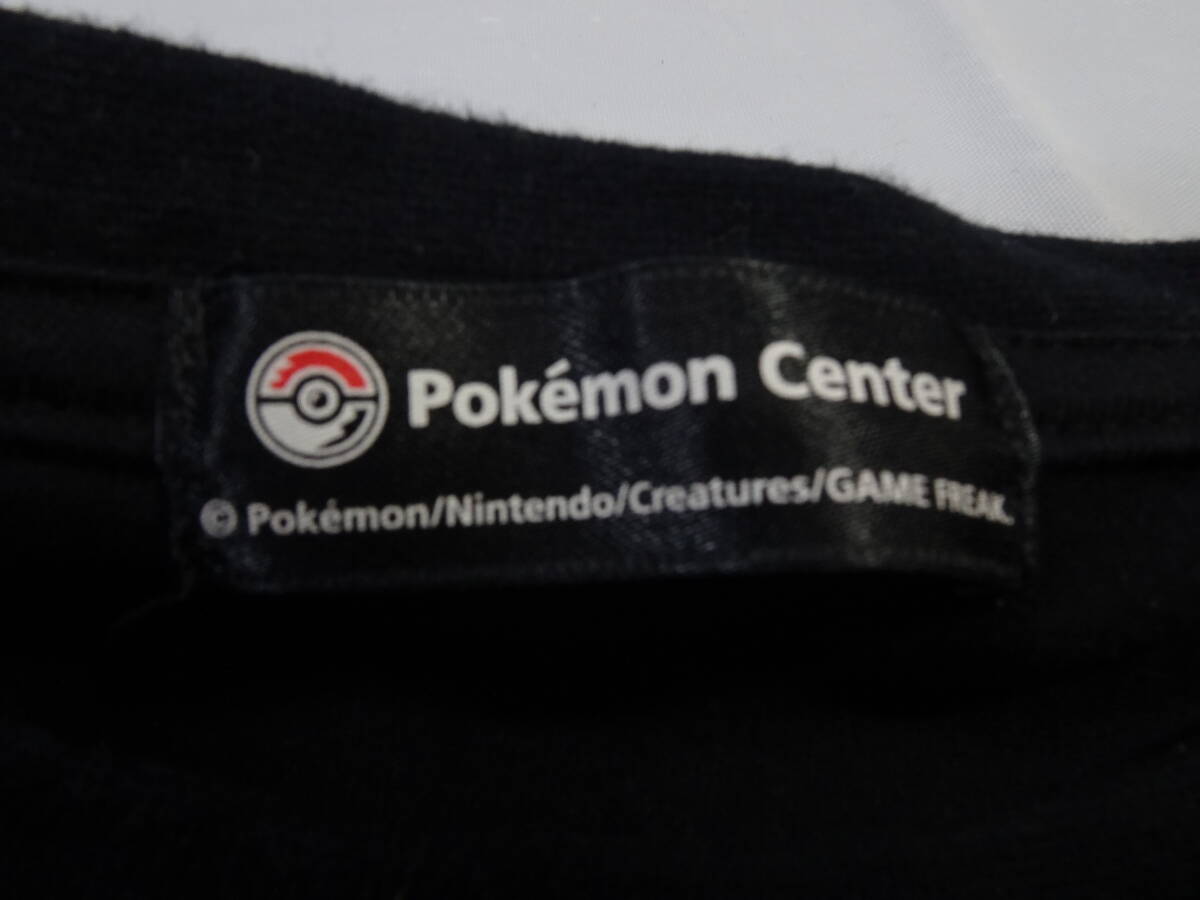 Pokémon Center
© Pokémon/Nintendo/Creatures/GAME FREAK.